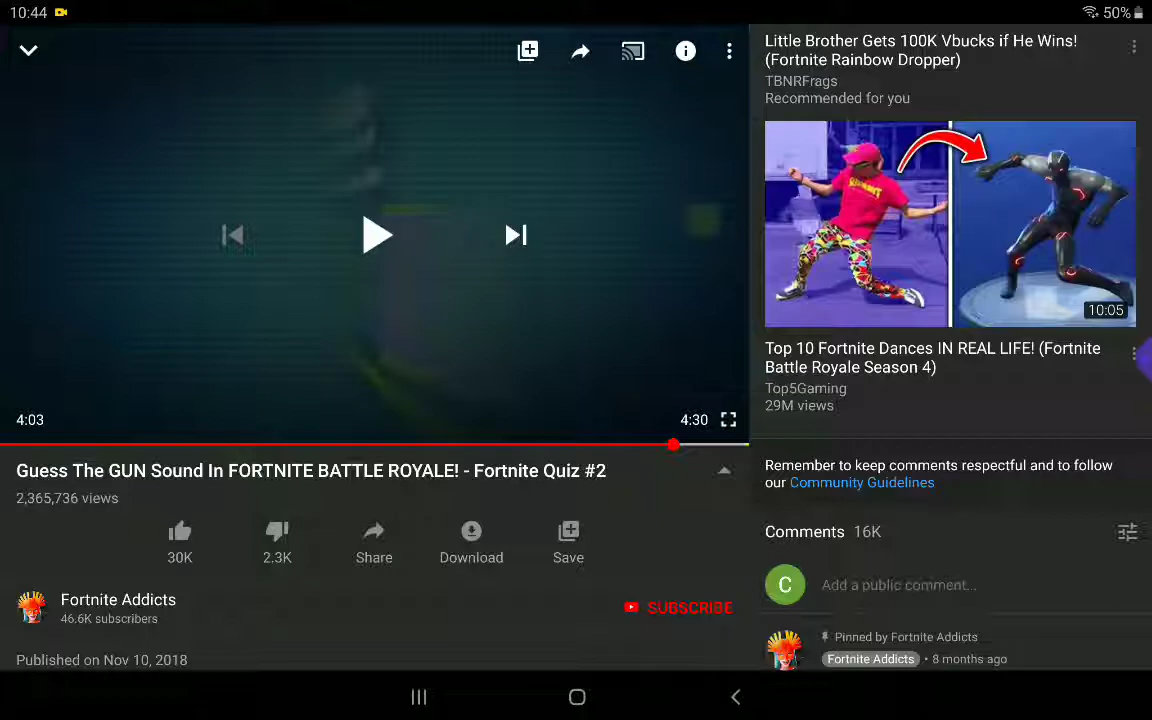 10:44
50%
4:03
4:30
Guess The GUN Sound In FORTNITE BATTLE ROYALE! - Fortnite Quiz #2
2,365,736 views
30K
2.3K
Share
Download
Save
Fortnite Addicts
46.6K subscribers
SUBSCRIBE
Published on Nov 10, 2018
Little Brother Gets 100K Vbucks if He Wins!
(Fortnite Rainbow Dropper)
TBNRFrags
Recommended for you
10:05
Top 10 Fortnite Dances IN REAL LIFE! (Fortnite
Battle Royale Season 4)
Top5Gaming
29M views
Remember to keep comments respectful and to follow
our Community Guidelines
Comments 16K
C
Add a public comment...
Pinned by Fortnite Addicts
Fortnite Addicts • 8 months ago